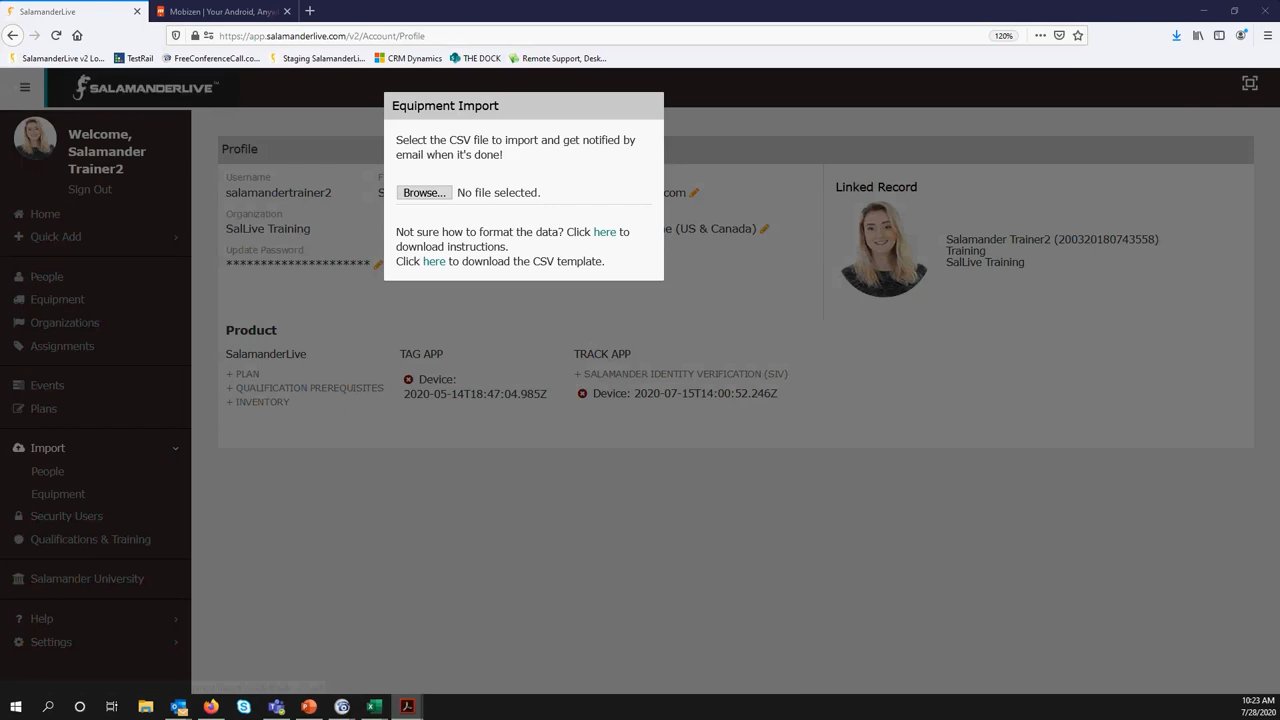 SalamanderLive
Mobizen | Your Android, Anyw
https://app.salamanderlive.com/v2/Account/Profile
120%
SalamanderLive v2 Lo...
TestRail
FreeConferenceCall.co...
Staging SalamanderLi...
CRM Dynamics
THE DOCK
Remote Support, Desk...
SALAMANDERLIVE™
Welcome,
Salamander
Trainer2
Sign Out
Home
Quick Add
People
Equipment
Organizations
Assignments
Events
Plans
Import
People
Equipment
Security Users
Qualifications & Training
Salamander University
Help
Settings
Equipment Import
Select the CSV file to import and get notified by
email when it's done!
Browse... No file selected.
Not sure how to format the data? Click here to
download instructions.
Click here to download the CSV template.
Profile
Username
salamandertrainer2
Organization
SalLive Training
Update Password
*********************
F
S
com
e (US & Canada)
Linked Record
Salamander Trainer2 (200320180743558)
Training
SalLive Training
Product
SalamanderLive
+ PLAN
+ QUALIFICATION PREREQUISITES
+ INVENTORY
TAG APP
Device:
2020-05-14T18:47:04.985Z
TRACK APP
+ SALAMANDER IDENTITY VERIFICATION (SIV)
Device: 2020-07-15T14:00:52.246Z
10:23 AM
7/28/2020